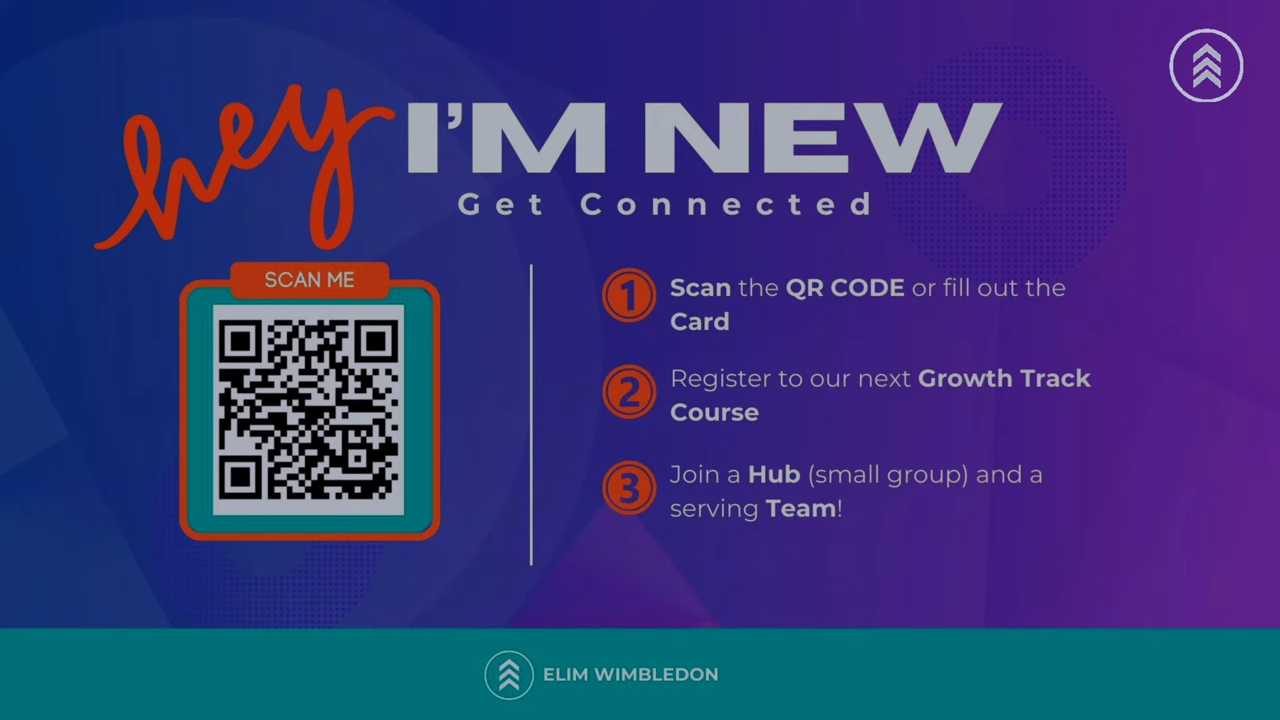 hey I'M NEW
Get Connected
SCAN ME
1 Scan the QR CODE or fill out the
Card
2 Register to our next Growth Track
Course
3 Join a Hub (small group) and a
serving Team!
ELIM WIMBLEDON